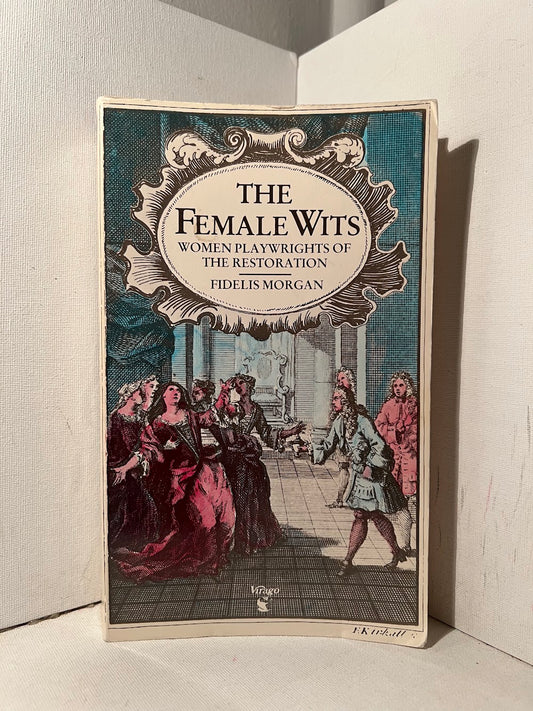 THE
FEMALE WITS
WOMEN PLAYWRIGHTS OF
THE RESTORATION
FIDELIS MORGAN
Virago